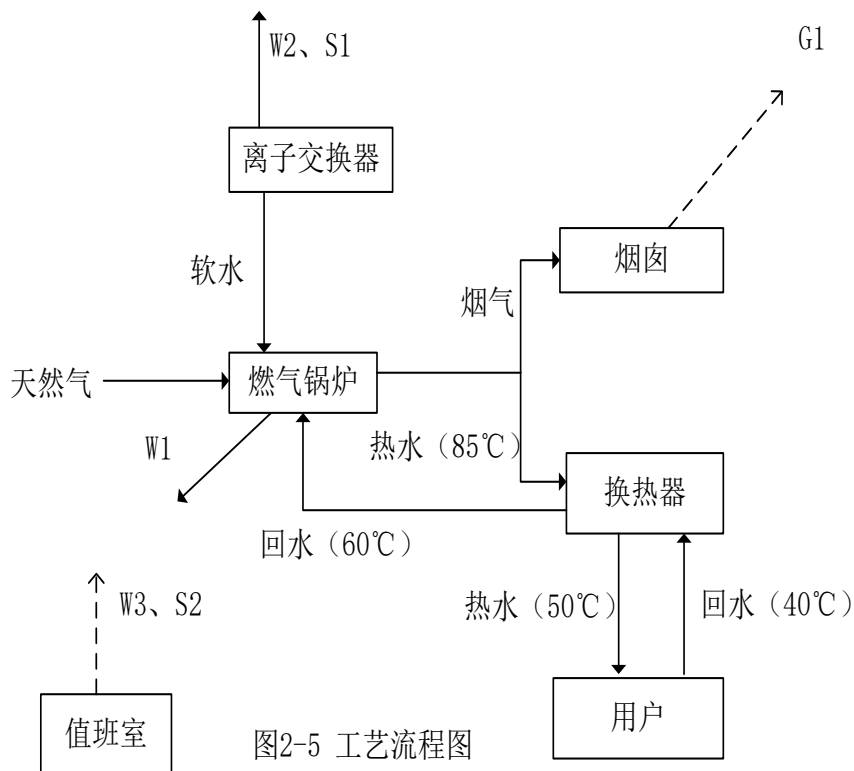 G1
W2、S1
离子交换器
烟囱
软水
烟气
天然气
燃气锅炉
W1
热水（85℃）
换热器
回水（60℃）
W3、S2
热水（50℃）
回水（40℃）
值班室
用户
图2-5 工艺流程图